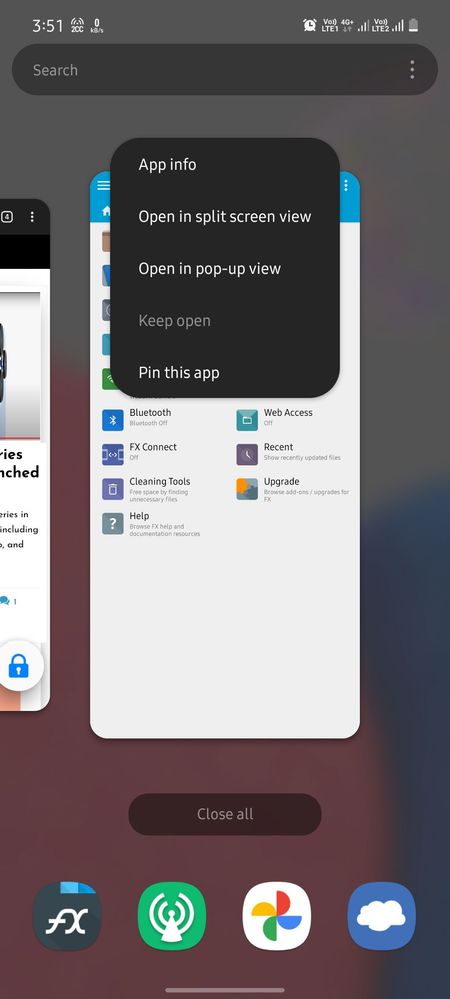 3:51 2CC 0 KB/s Vo)) LTE1 4G+ Vo)) LTE2
Search
App info
Open in split screen view
Open in pop-up view
Keep open
Pin this app
4
Bluetooth
Bluetooth Off
Web Access
Off
FX Connect
Off
Recent
Show recently updated files
Cleaning Tools
Free space by finding
unnecessary files
Upgrade
Browse add-ons / upgrades for
FX
Help
Browse FX help and
documentation resources
ries
nched
eries in
including
o, and
1
Close all
FX